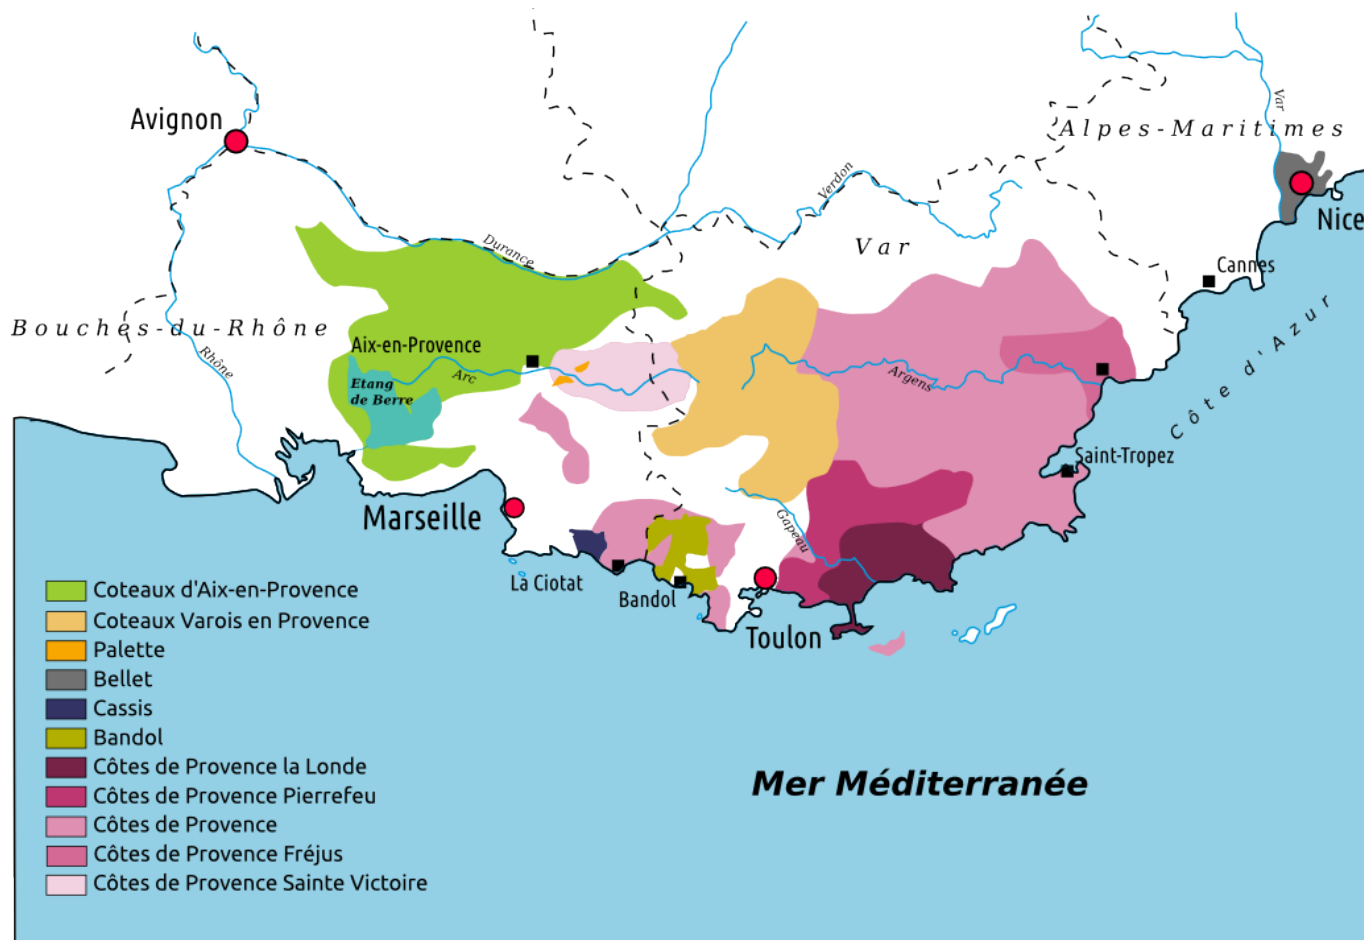 Avignon
Var
Alpes-Maritimes
Nice
Verdon
Durance
Var
Cannes
Bouches-du-Rhône
Rhône
Aix-en-Provence
Arc
Etang
de Berre
Argens
Côte d'Azur
Saint-Tropez
Marseille
Gapeau
La Ciotat
Bandol
Toulon
Coteaux d'Aix-en-Provence
Coteaux Varois en Provence
Palette
Bellet
Cassis
Bandol
Côtes de Provence la Londe
Côtes de Provence Pierrefeu
Côtes de Provence
Côtes de Provence Fréjus
Côtes de Provence Sainte Victoire
Mer Méditerranée